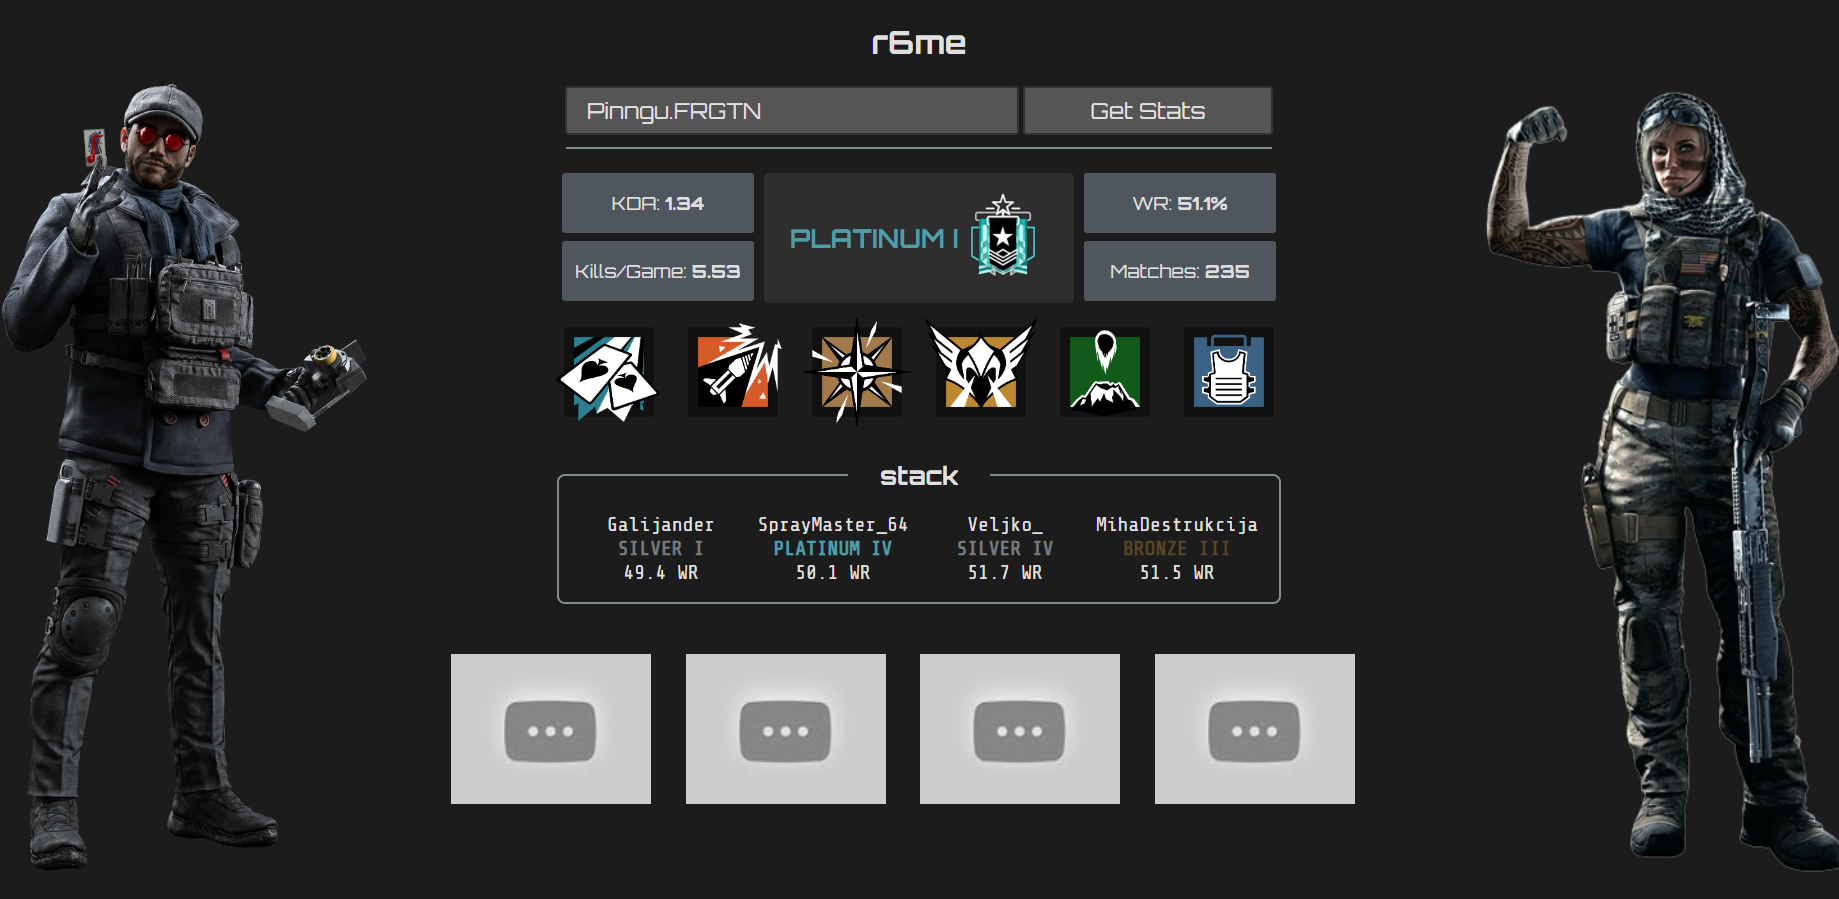 r6me
Pinngu.FRGTN
Get Stats
KDA: 1.34
Kills/Game: 5.53
PLATINUM I
WR: 51.1%
Matches: 235
stack
Galijander
SILVER I
49.4 WR
SprayMaster_64
PLATINUM IV
50.1 WR
Veljko_
SILVER IV
51.7 WR
MihaDestrukcija
BRONZE III
51.5 WR